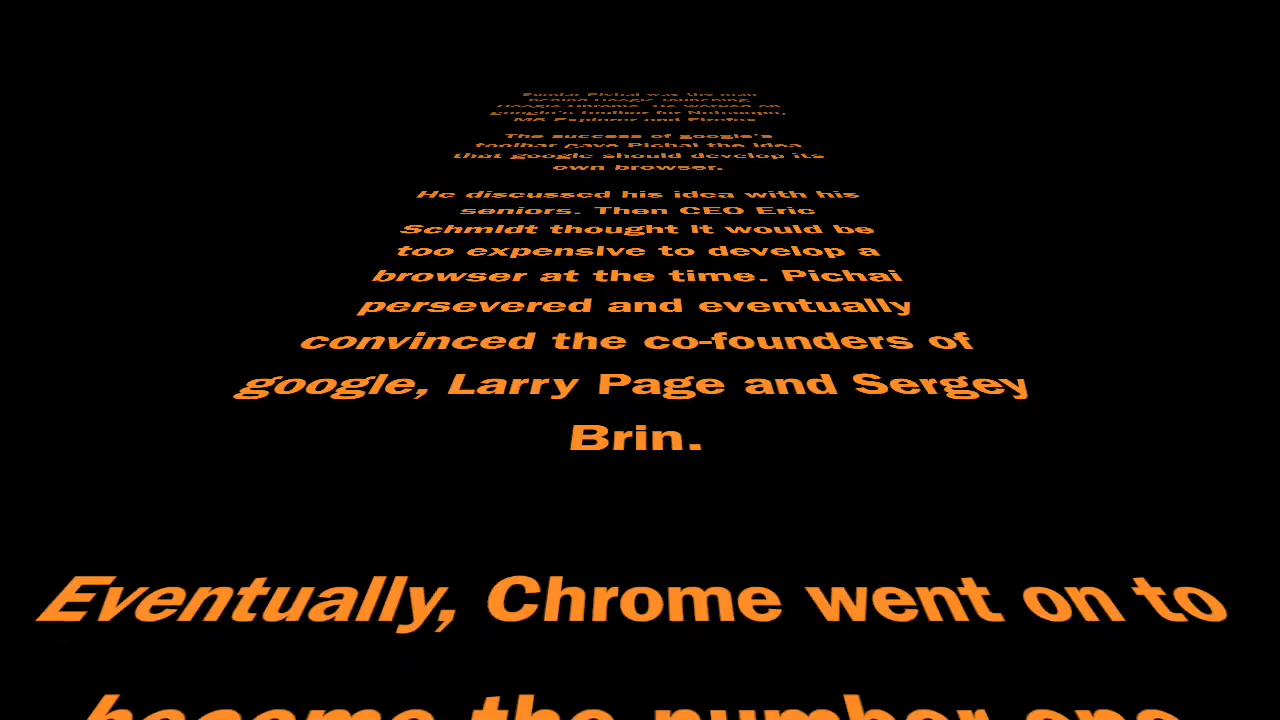 Sundar Pichai was the man
behind Google launching
Google Chrome. He worked on
google's toolbar for Netscape,
MS Explorer and Firefox.
The success of google's
toolbar gave Pichai the idea
that google should develop its
own browser.
He discussed his idea with his
seniors. Then CEO Eric
Schmidt thought it would be
too expensive to develop a
browser at the time. Pichai
persevered and eventually
convinced the co-founders of
google, Larry Page and Sergey
Brin.
Eventually, Chrome went on to
became the number one